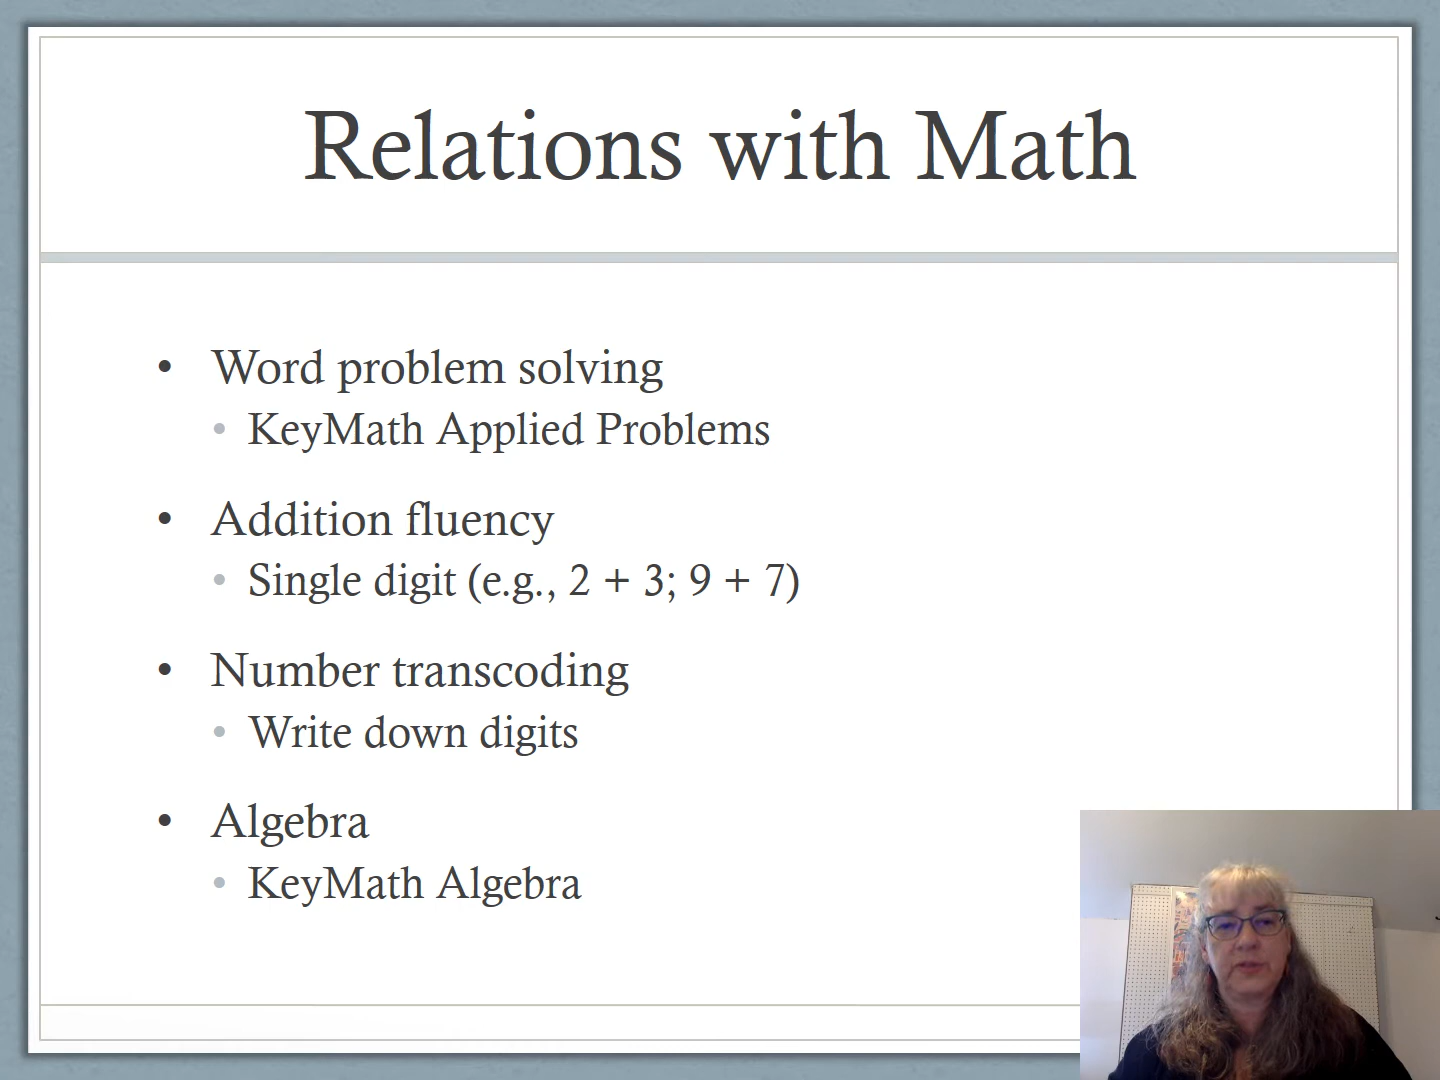 Relations with Math
• Word problem solving
• KeyMath Applied Problems
• Addition fluency
• Single digit (e.g., 2 + 3; 9 + 7)
• Number transcoding
• Write down digits
• Algebra
• KeyMath Algebra